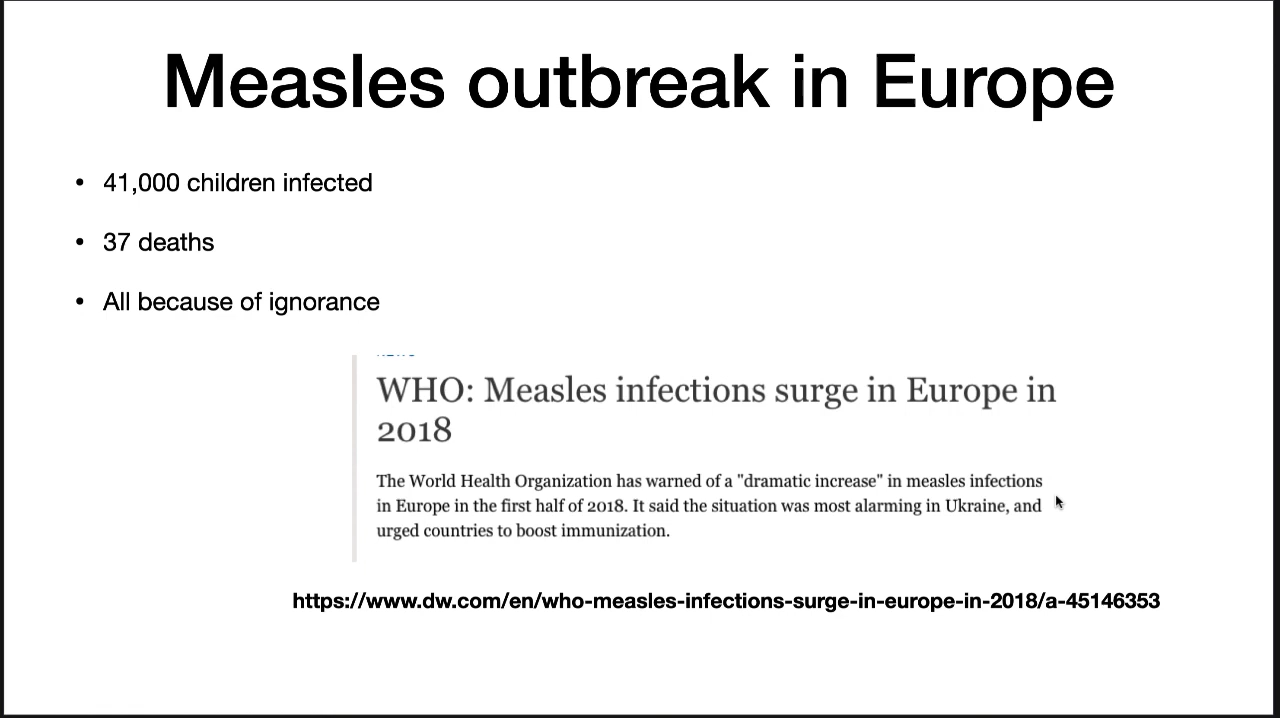 Measles outbreak in Europe
• 41,000 children infected
• 37 deaths
• All because of ignorance
WHO: Measles infections surge in Europe in
2018
The World Health Organization has warned of a "dramatic increase" in measles infections
in Europe in the first half of 2018. It said the situation was most alarming in Ukraine, and
urged countries to boost immunization.
https://www.dw.com/en/who-measles-infections-surge-in-europe-in-2018/a-45146353